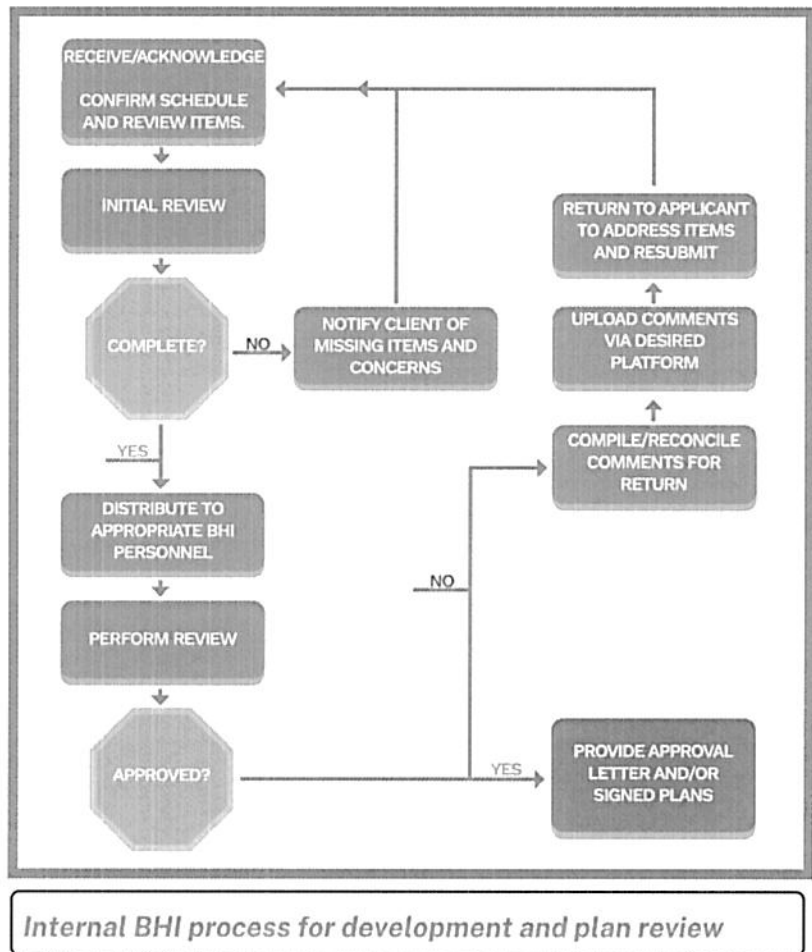 RECEIVE/ACKNOWLEDGE
CONFIRM SCHEDULE
AND REVIEW ITEMS.
INITIAL REVIEW
COMPLETE?
NO
NOTIFY CLIENT OF
MISSING ITEMS AND
CONCERNS
YES
DISTRIBUTE TO
APPROPRIATE BHI
PERSONNEL
PERFORM REVIEW
APPROVED?
NO
COMPILE/RECONCILE
COMMENTS FOR
RETURN
UPLOAD COMMENTS
VIA DESIRED
PLATFORM
RETURN TO APPLICANT
TO ADDRESS ITEMS
AND RESUBMIT
YES
PROVIDE APPROVAL
LETTER AND/OR
SIGNED PLANS
Internal BHI process for development and plan review